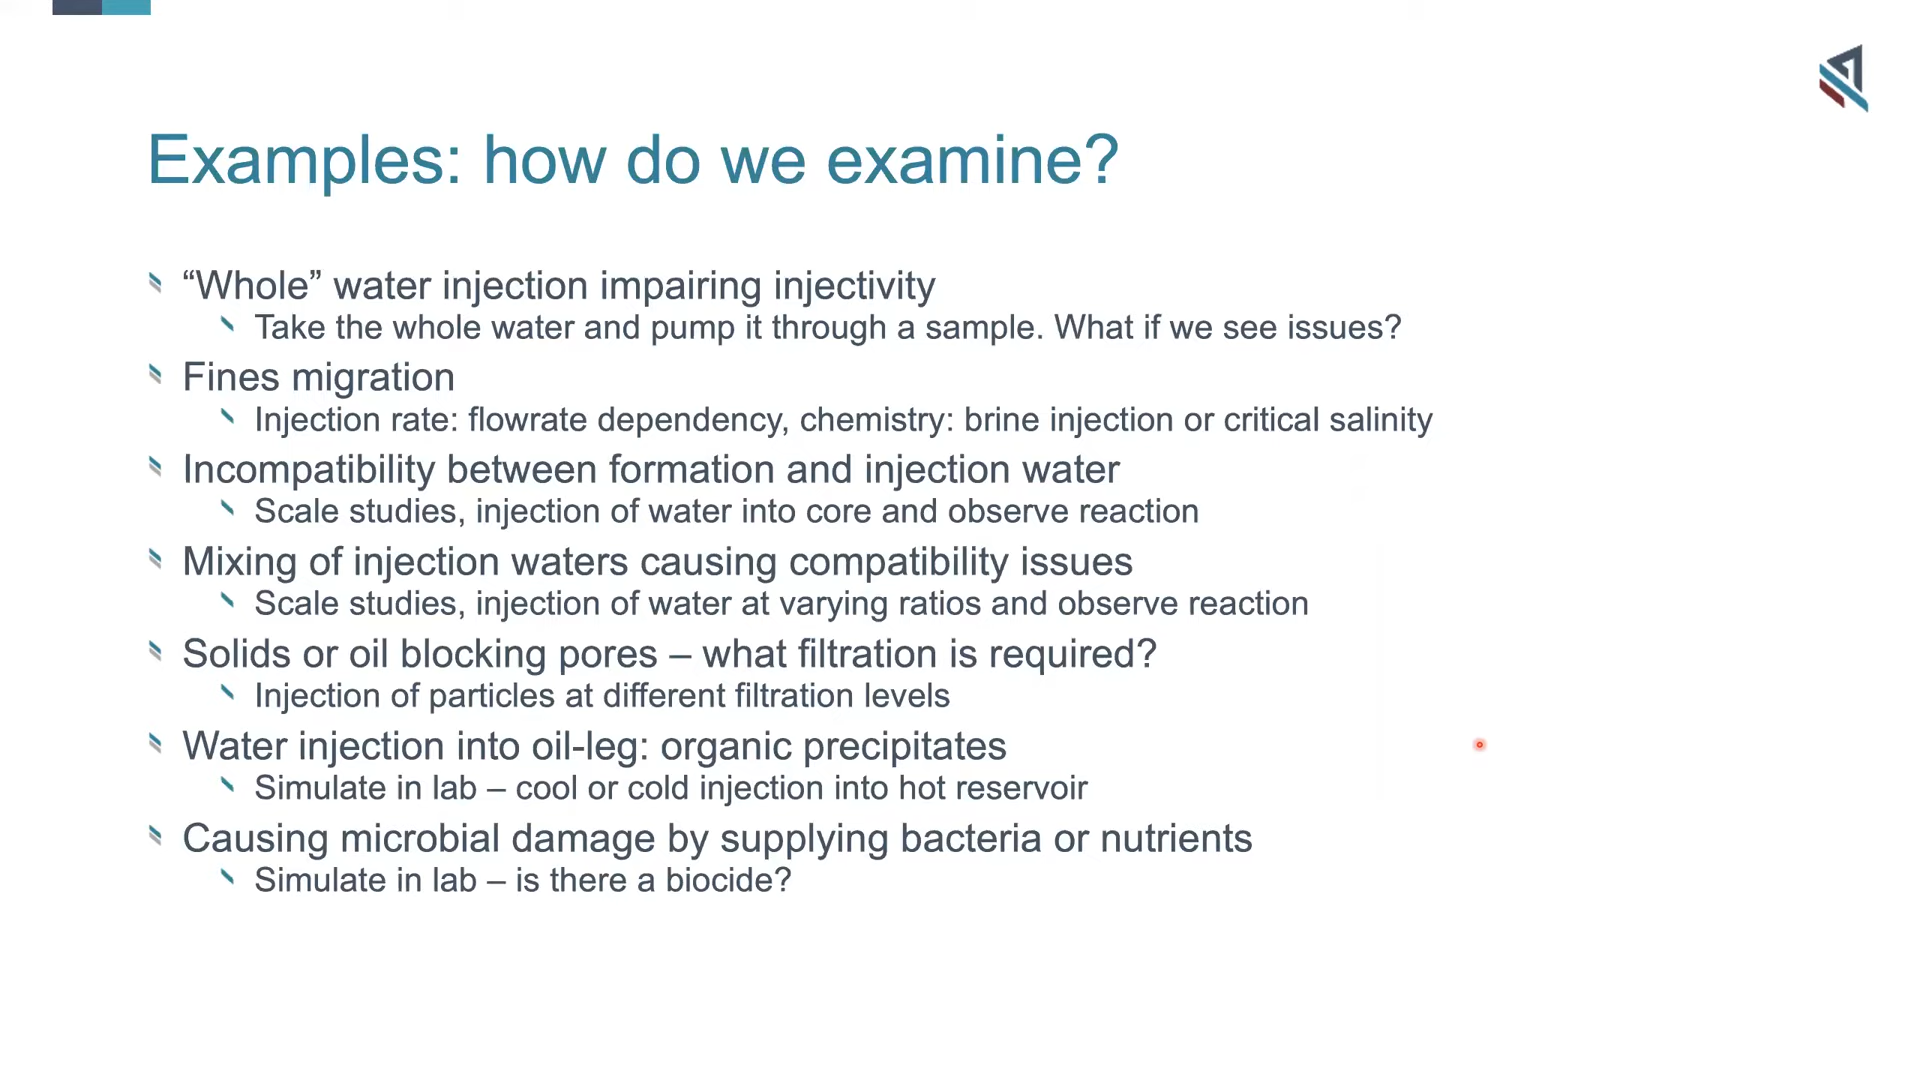 Examples: how do we examine?
“Whole” water injection impairing injectivity
Take the whole water and pump it through a sample. What if we see issues?
Fines migration
Injection rate: flowrate dependency, chemistry: brine injection or critical salinity
Incompatibility between formation and injection water
Scale studies, injection of water into core and observe reaction
Mixing of injection waters causing compatibility issues
Scale studies, injection of water at varying ratios and observe reaction
Solids or oil blocking pores – what filtration is required?
Injection of particles at different filtration levels
Water injection into oil-leg: organic precipitates
Simulate in lab – cool or cold injection into hot reservoir
Causing microbial damage by supplying bacteria or nutrients
Simulate in lab – is there a biocide?